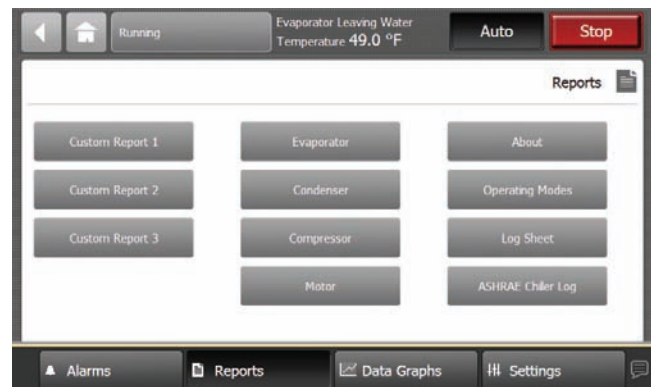 Running
Evaporator Leaving Water
Temperature 49.0 °F
Auto
Stop
Reports
Custom Report 1
Evaporator
About
Custom Report 2
Condenser
Operating Modes
Custom Report 3
Compressor
Log Sheet
Motor
ASHRAE Chiller Log
Alarms
Reports
Data Graphs
Settings